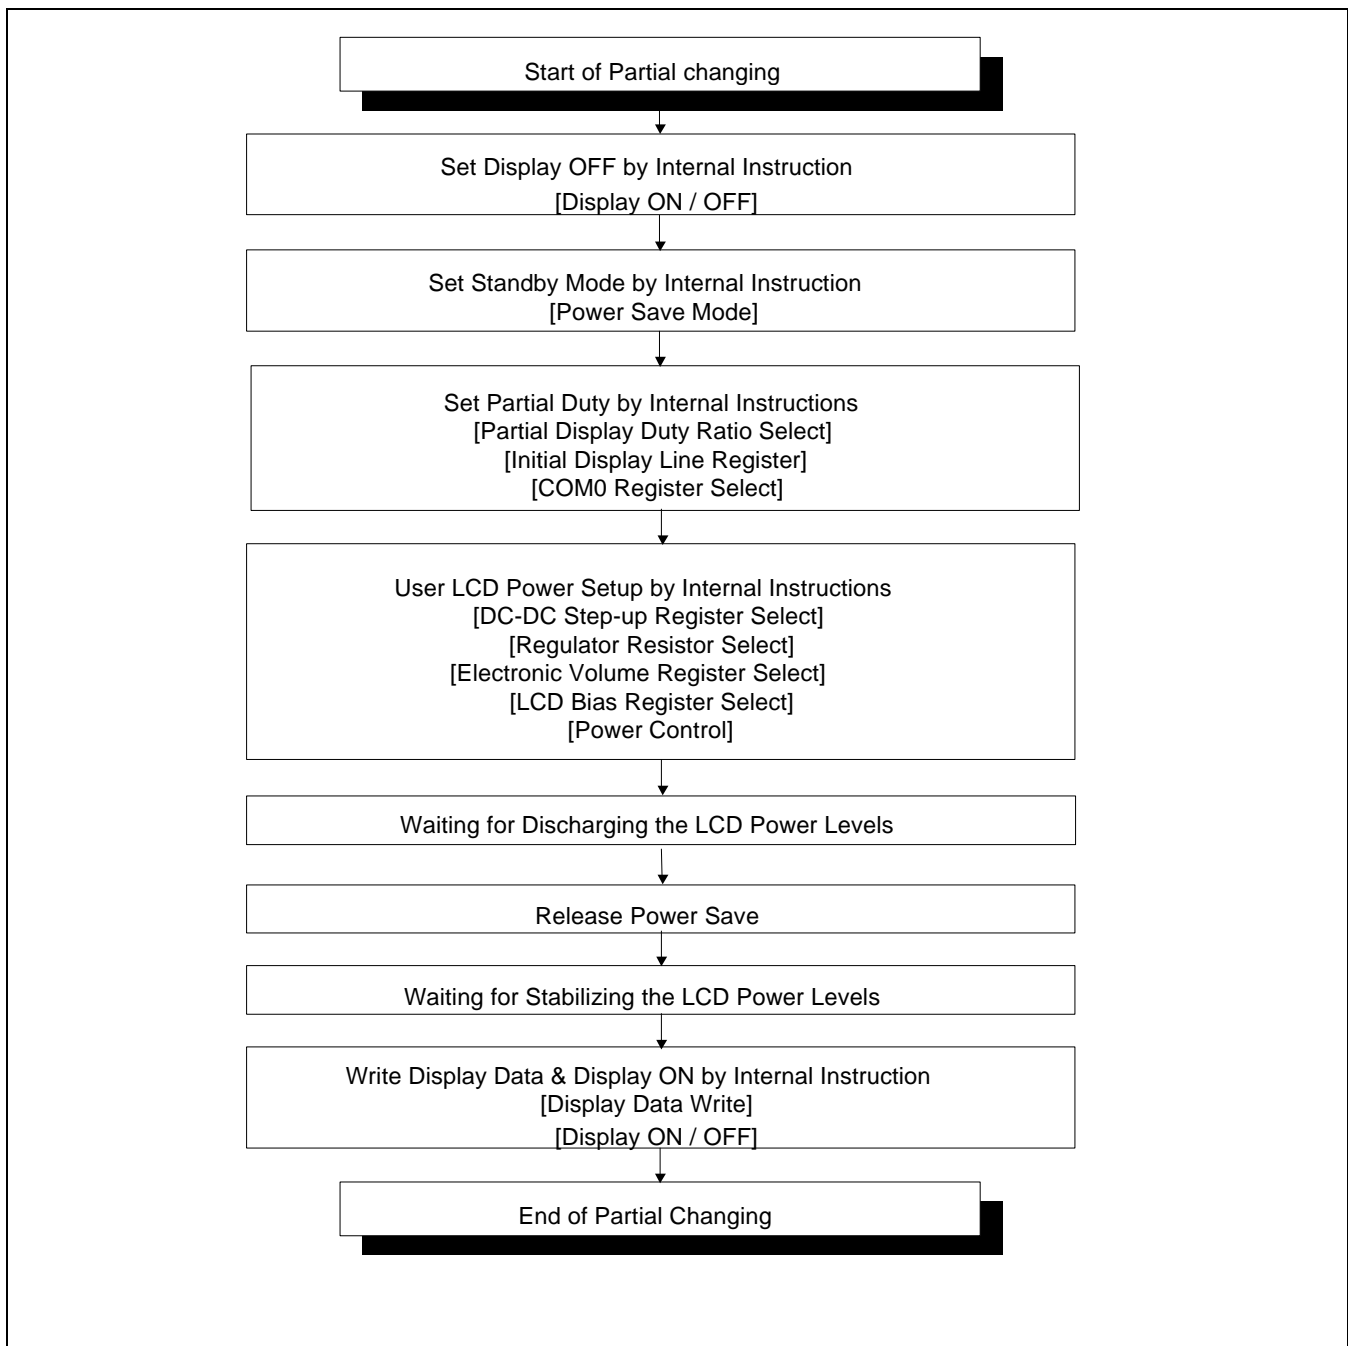 Start of Partial changing
Set Display OFF by Internal Instruction
[Display ON / OFF]
Set Standby Mode by Internal Instruction
[Power Save Mode]
Set Partial Duty by Internal Instructions
[Partial Display Duty Ratio Select]
[Initial Display Line Register]
[COM0 Register Select]
User LCD Power Setup by Internal Instructions
[DC-DC Step-up Register Select]
[Regulator Resistor Select]
[Electronic Volume Register Select]
[LCD Bias Register Select]
[Power Control]
Waiting for Discharging the LCD Power Levels
Release Power Save
Waiting for Stabilizing the LCD Power Levels
Write Display Data & Display ON by Internal Instruction
[Display Data Write]
[Display ON / OFF]
End of Partial Changing